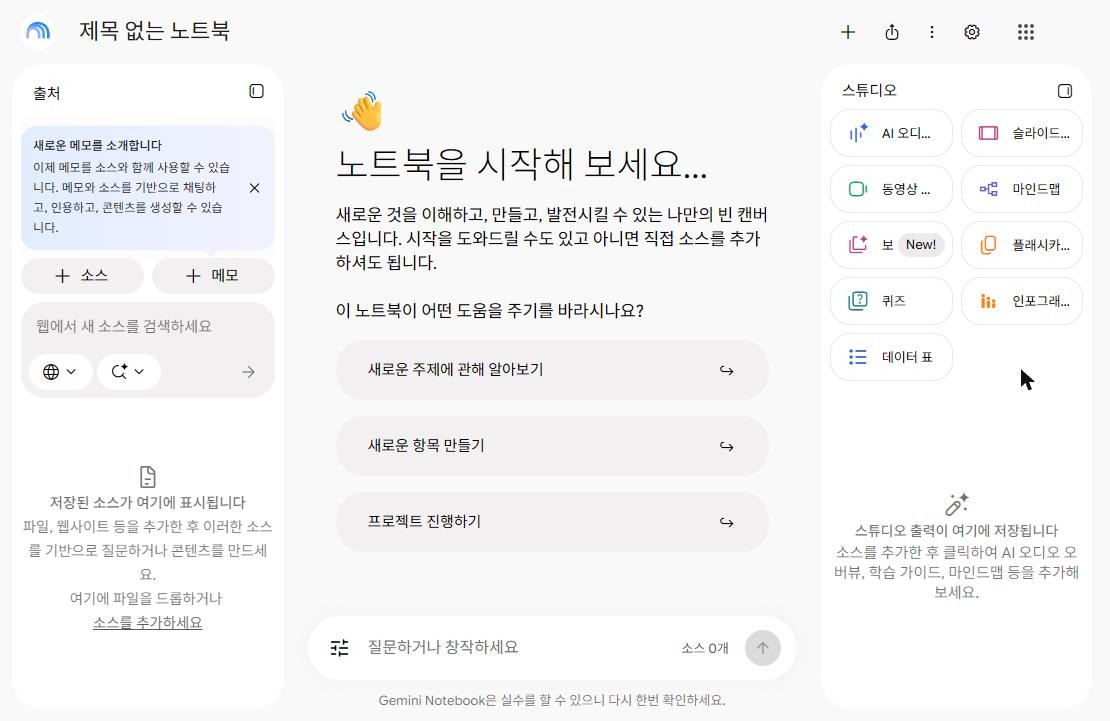 제목 없는 노트북
출처
새로운 메모를 소개합니다
이제 메모를 소스와 함께 사용할 수 있습
니다. 메모와 소스를 기반으로 채팅하
고, 인용하고, 콘텐츠를 생성할 수 있습
니다.
소스
메모
웹에서 새 소스를 검색하세요
저장된 소스가 여기에 표시됩니다
파일, 웹사이트 등을 추가한 후 이러한 소스
를 기반으로 질문하거나 콘텐츠를 만드세
요.
여기에 파일을 드롭하거나
소스를 추가하세요
노트북을 시작해 보세요...
새로운 것을 이해하고, 만들고, 발전시킬 수 있는 나만의 빈 캔버
스입니다. 시작을 도와드릴 수도 있고 아니면 직접 소스를 추가
하셔도 됩니다.
이 노트북이 어떤 도움을 주기를 바라시나요?
새로운 주제에 관해 알아보기
새로운 항목 만들기
프로젝트 진행하기
질문하거나 창작하세요
소스 0개
Gemini Notebook은 실수를 할 수 있으니 다시 한번 확인하세요.
스튜디오
AI 오디...
슬라이드...
동영상 ...
마인드맵
보 New!
플래시카...
퀴즈
인포그래...
데이터 표
스튜디오 출력이 여기에 저장됩니다
소스를 추가한 후 클릭하여 AI 오디오 오
버뷰, 학습 가이드, 마인드맵 등을 추가해
보세요.